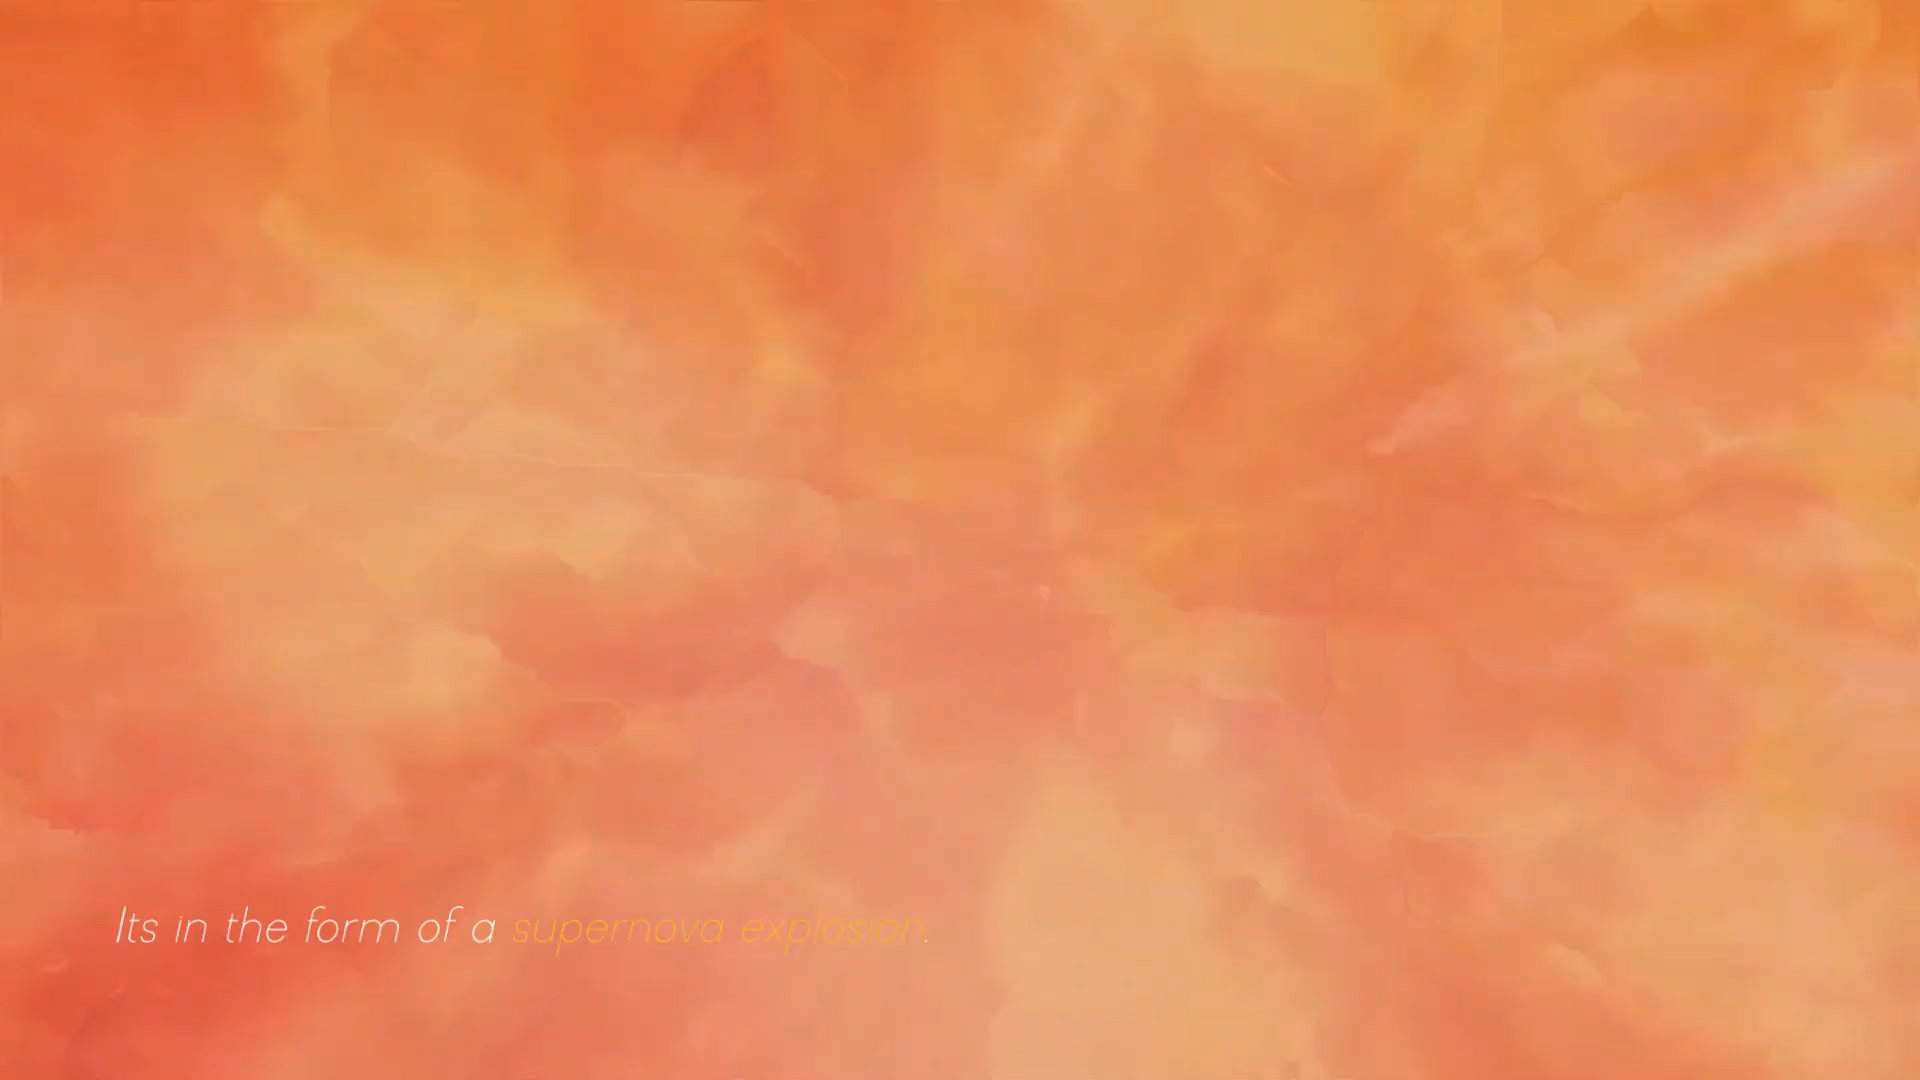 Its in the form of a supernova explosion.